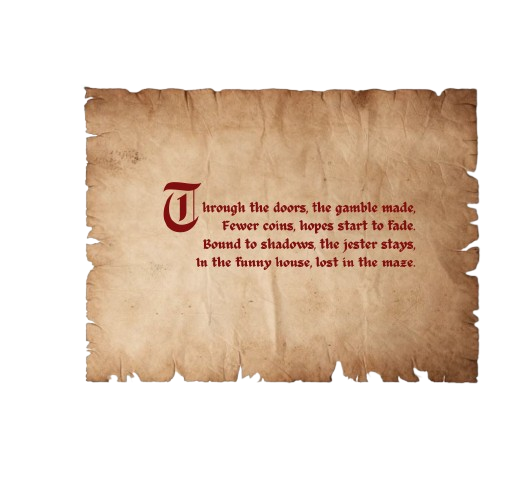 Through the doors, the gamble made,
Fewer coins, hopes start to fade.
Bound to shadows, the jester stays,
In the funny house, lost in the maze.